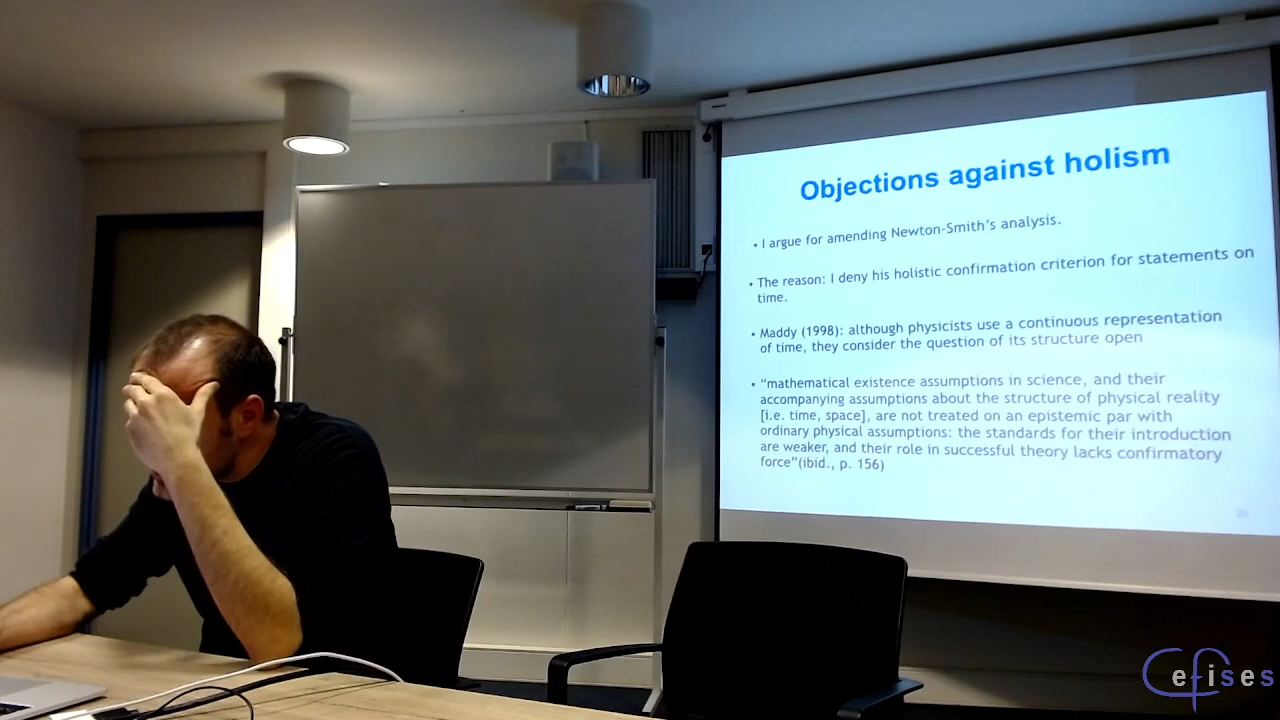 Objections against holism
• I argue for amending Newton-Smith's analysis.
• The reason: I deny his holistic confirmation criterion for statements on
time.
• Maddy (1998): although physicists use a continuous representation
of time, they consider the question of its structure open
• “mathematical existence assumptions in science, and their
accompanying assumptions about the structure of physical reality
[i.e. time, space], are not treated on an epistemic par with
ordinary physical assumptions: the standards for their introduction
are weaker, and their role in successful theory lacks confirmatory
force”(ibid., p. 156)
26
Cefises